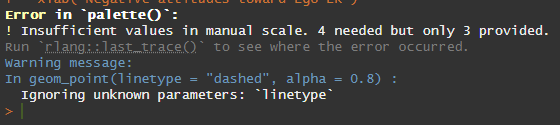 Error in `palette()`:
! Insufficient values in manual scale. 4 needed but only 3 provided.
Run `rlang::last_trace()` to see where the error occurred.
Warning message:
In geom_point(linetype = "dashed", alpha = 0.8) :
  Ignoring unknown parameters: `linetype`
>